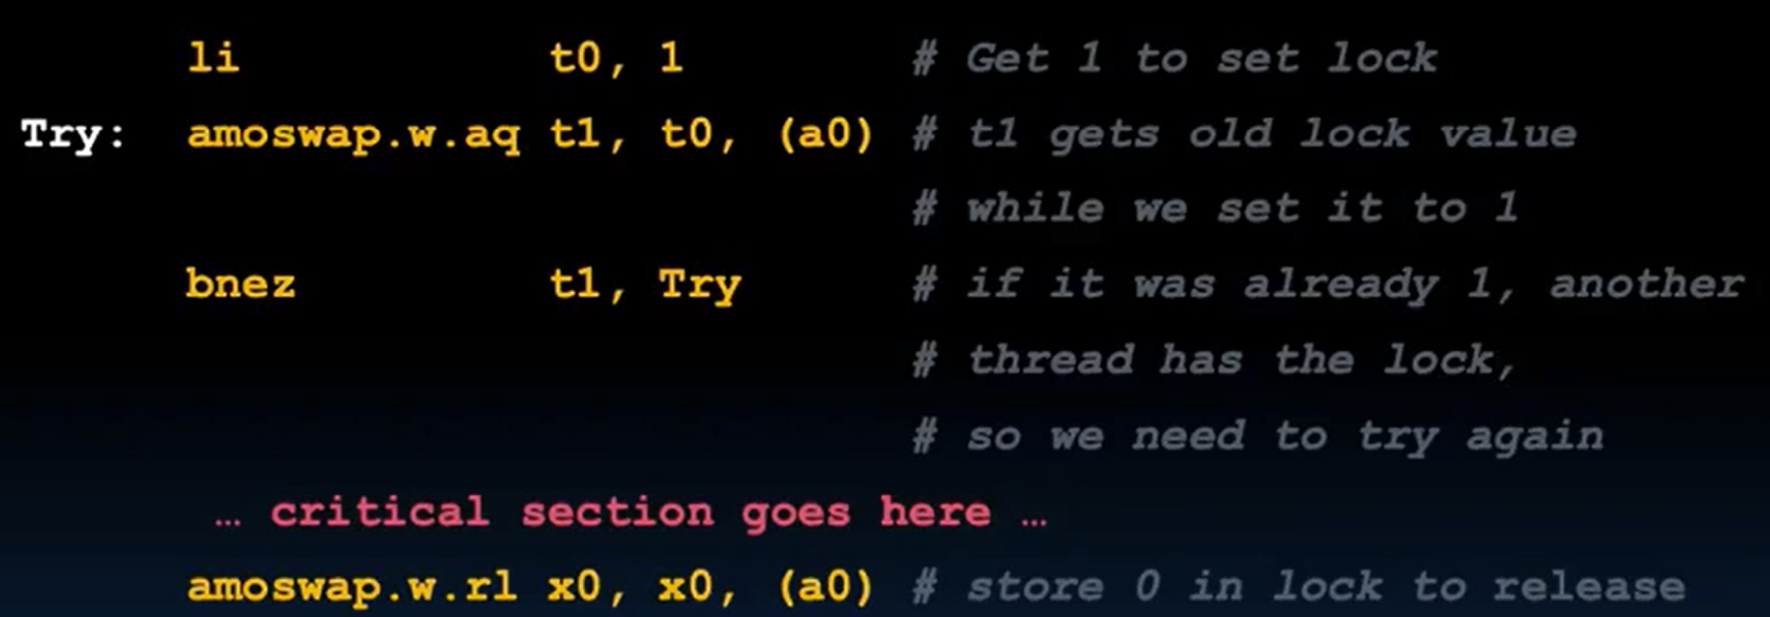 li t0, 1 # Get 1 to set lock
Try: amoswap.w.aq t1, t0, (a0) # t1 gets old lock value
# while we set it to 1
bnez t1, Try # if it was already 1, another
# thread has the lock,
# so we need to try again
… critical section goes here …
amoswap.w.rl x0, x0, (a0) # store 0 in lock to release